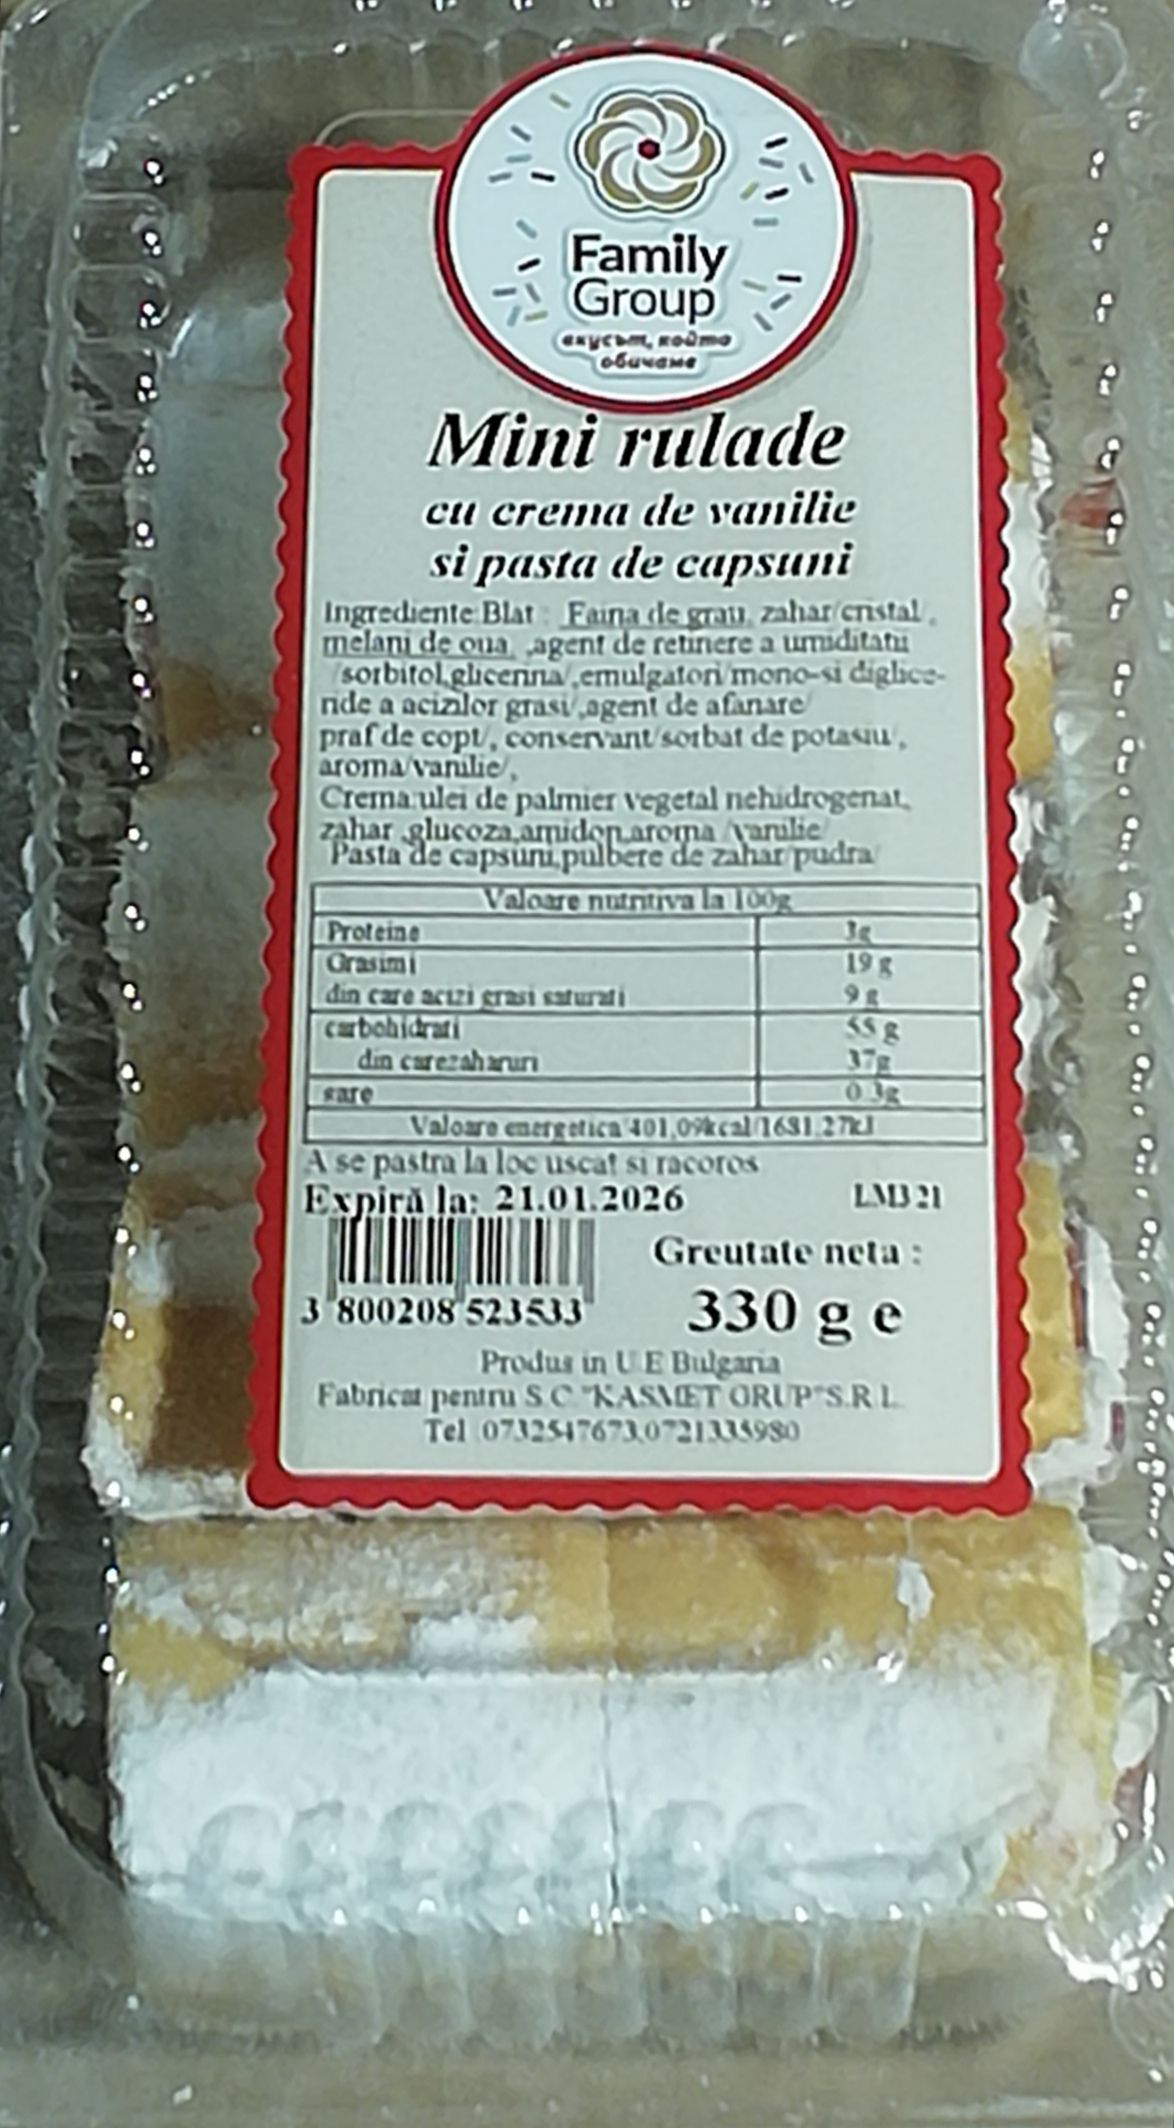 Family
Group
вкусът, който
обичаме
Mini rulade
cu crema de vanilie
si pasta de capsuni
Ingrediente:Blat : Faina de grau, zahar/cristal ,
melanj de oua, ,agent de retinere a umiditatii
/sorbitol,glicerina/,emulgatori/mono-si diglice-
ride a acizilor grasi/,agent de afanare/
praf de copt/, conservant/sorbat de potasiu ,
aroma/vanilie/,
Crema:ulei de palmier vegetal nehidrogenat,
zahar ,glucoza,amidon,aroma /vanilie/
Pasta de capsuni,pulbere de zahar/pudra/
Valoare nutritiva la 100g
Proteine 3g
Grasimi 19 g
din care acizi grasi saturati 9 g
carbohidrati 55 g
din carezaharuri 37g
sare 0.3g
Valoare energetica 401,09kcal/1681.27kJ
A se pastra la loc uscat si racoros
Expiră la: 21.01.2026 LM3 21
Greutate neta :
3 800208 523533
330 g e
Produs in U.E Bulgaria
Fabricat pentru S.C "KASMET GRUP"S.R.L.
Tel :0732547673,0721335980